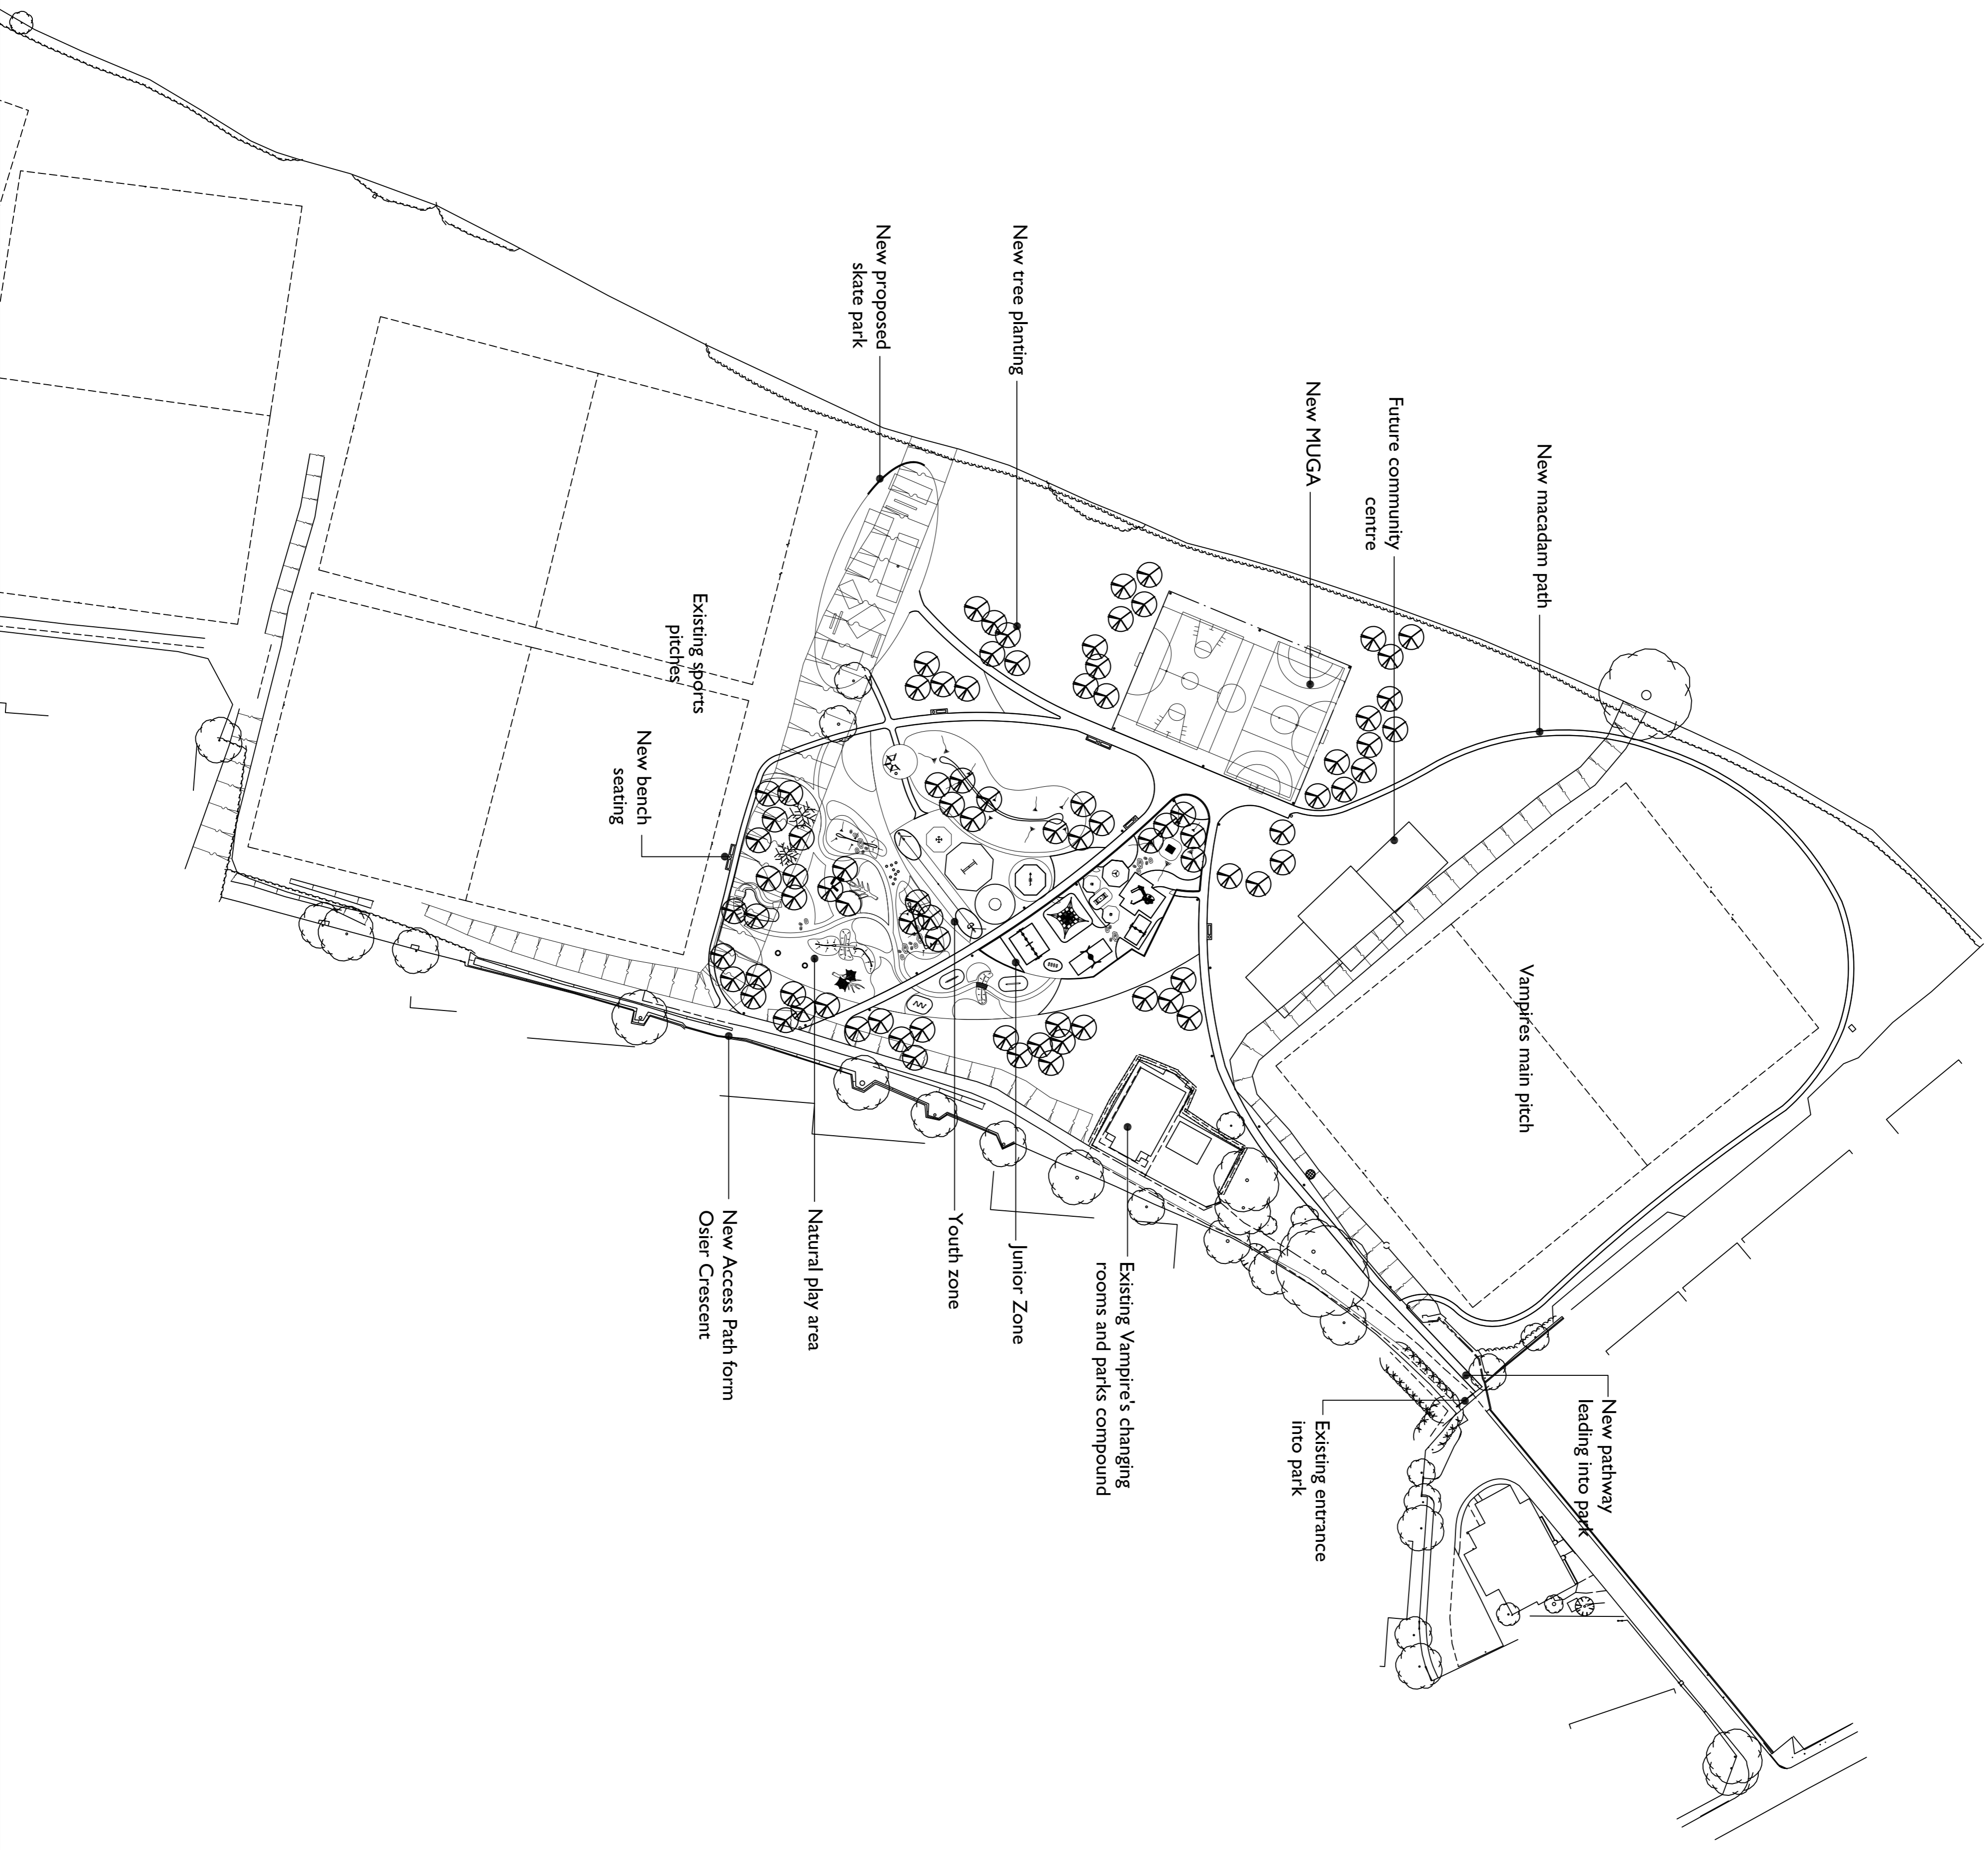 New macadam path
Future community
centre
New MUGA
New tree planting
New proposed
skate park
Existing sports
pitches
New bench
seating
Vampires main pitch
New pathway
leading into park
Existing entrance
into park
Existing Vampire's changing
rooms and parks compound
Junior Zone
Youth zone
Natural play area
New Access Path form
Osier Crescent